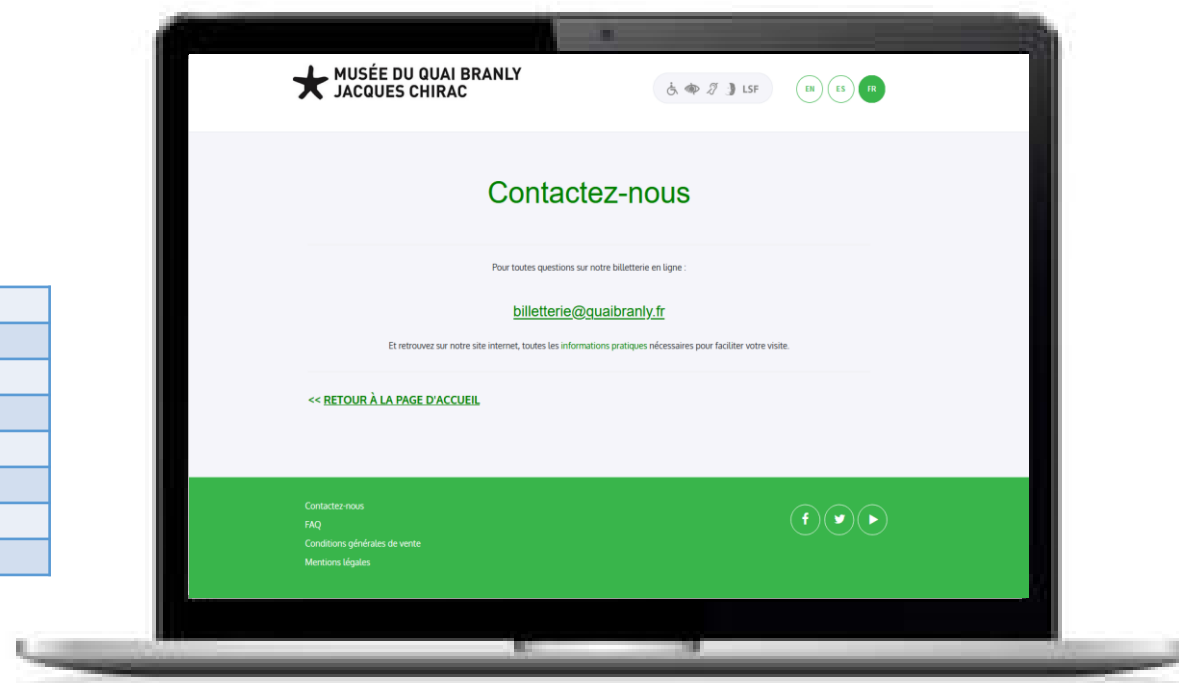 MUSÉE DU QUAI BRANLY
JACQUES CHIRAC
LSF
EN ES FR
Contactez-nous
Pour toutes questions sur notre billetterie en ligne :
billetterie@quaibranly.fr
Et retrouvez sur notre site internet, toutes les informations pratiques nécessaires pour faciliter votre visite.
<< RETOUR À LA PAGE D'ACCUEIL
Contactez-nous
FAQ
Conditions générales de vente
Mentions légales